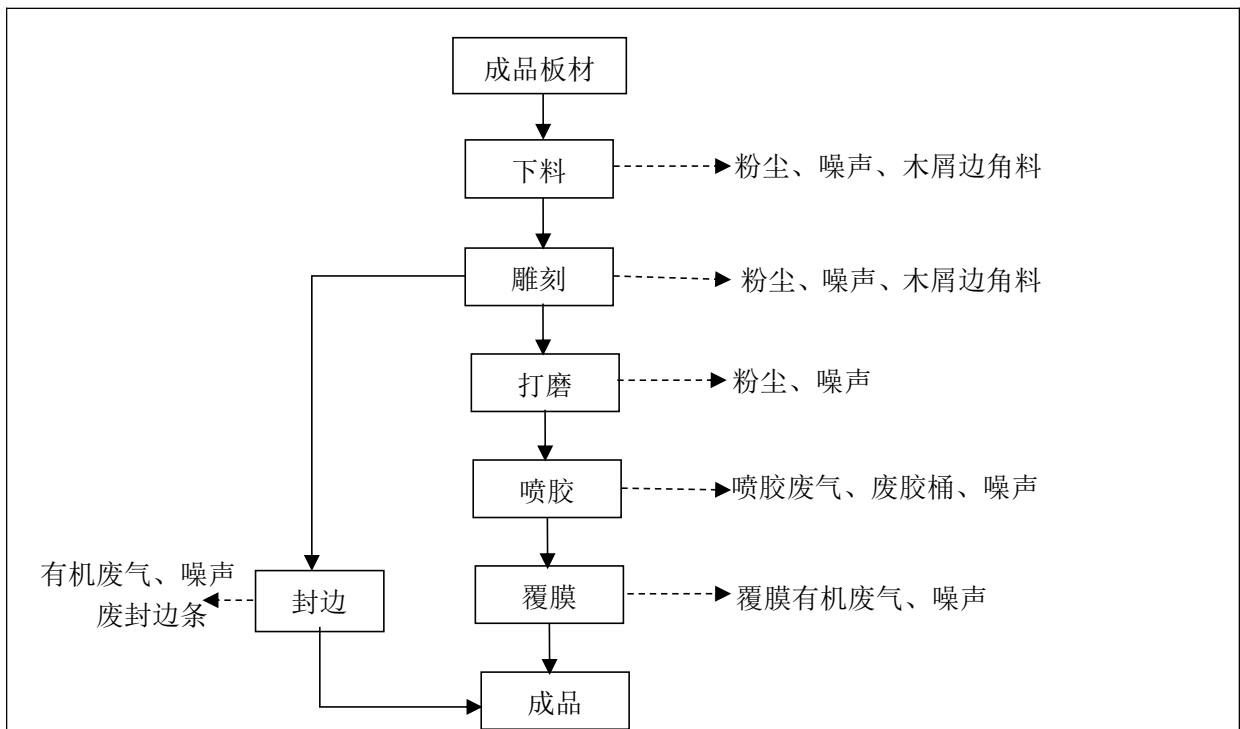 成品板材
下料
粉尘、噪声、木屑边角料
雕刻
粉尘、噪声、木屑边角料
打磨
粉尘、噪声
喷胶
喷胶废气、废胶桶、噪声
有机废气、噪声
废封边条
封边
覆膜
覆膜有机废气、噪声
成品